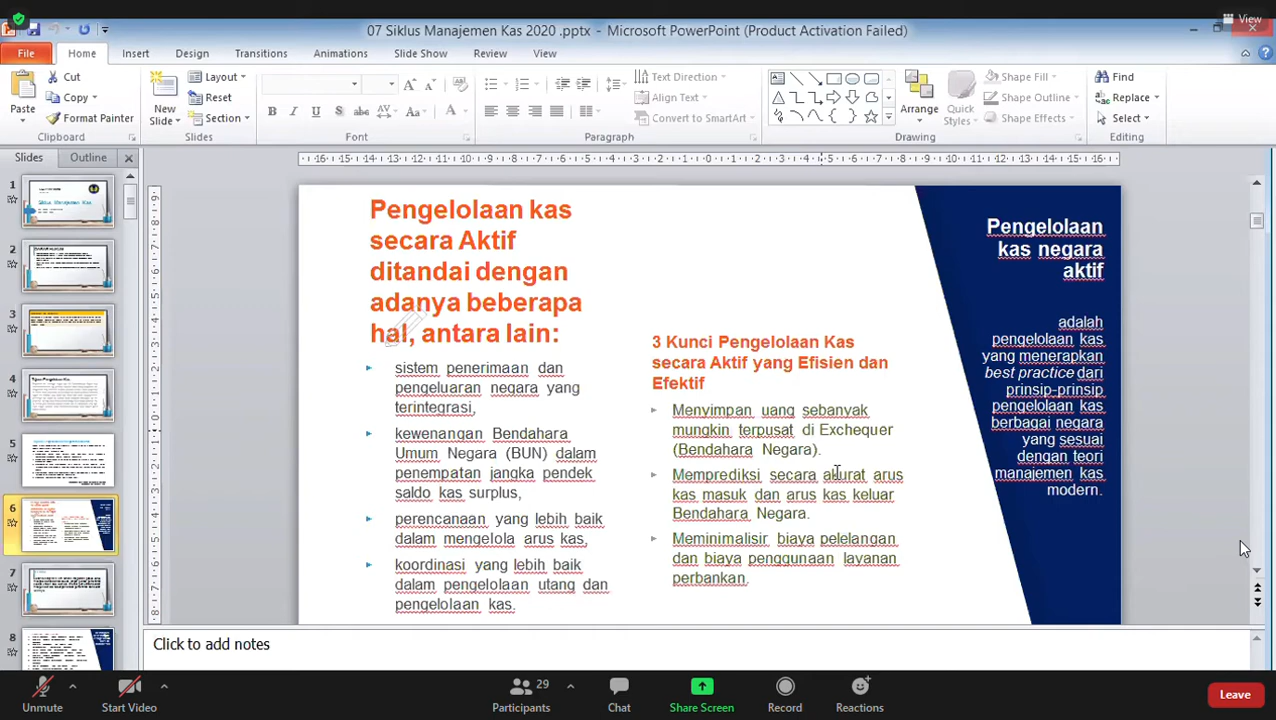 View
07 Siklus Manajemen Kas 2020 .pptx - Microsoft PowerPoint (Product Activation Failed)
File Home Insert Design Transitions Animations Slide Show Review View
Cut Layout Text Direction Shape Fill Find
Copy Reset Align Text Shape Outline Replace
Paste Format Painter New Slide Section Convert to SmartArt Arrange Quick Styles Shape Effects Select
Clipboard Slides Font Paragraph Drawing Editing
Slides Outline
Pengelolaan kas
secara Aktif
ditandai dengan
adanya beberapa
hal, antara lain:
sistem penerimaan dan
pengeluaran negara yang
terintegrasi,
kewenangan Bendahara
Umum Negara (BUN) dalam
penempatan jangka pendek
saldo kas surplus,
perencanaan yang lebih baik
dalam mengelola arus kas,
koordinasi yang lebih baik
dalam pengelolaan utang dan
pengelolaan kas.
3 Kunci Pengelolaan Kas
secara Aktif yang Efisien dan
Efektif
Menyimpan uang sebanyak
mungkin terpusat di Exchequer
(Bendahara Negara).
Memprediksi secara akurat arus
kas masuk dan arus kas keluar
Bendahara Negara.
Meminimalisir biaya pelelangan
dan biaya penggunaan layanan
perbankan.
Pengelolaan
kas negara
aktif
adalah
pengelolaan kas
yang menerapkan
best practice dari
prinsip-prinsip
pengelolaan kas
berbagai negara
yang sesuai
dengan teori
manajemen kas
modern.
1
2
3
4
5
6
7
8
Click to add notes
29
Unmute Start Video Participants Chat Share Screen Record Reactions Leave